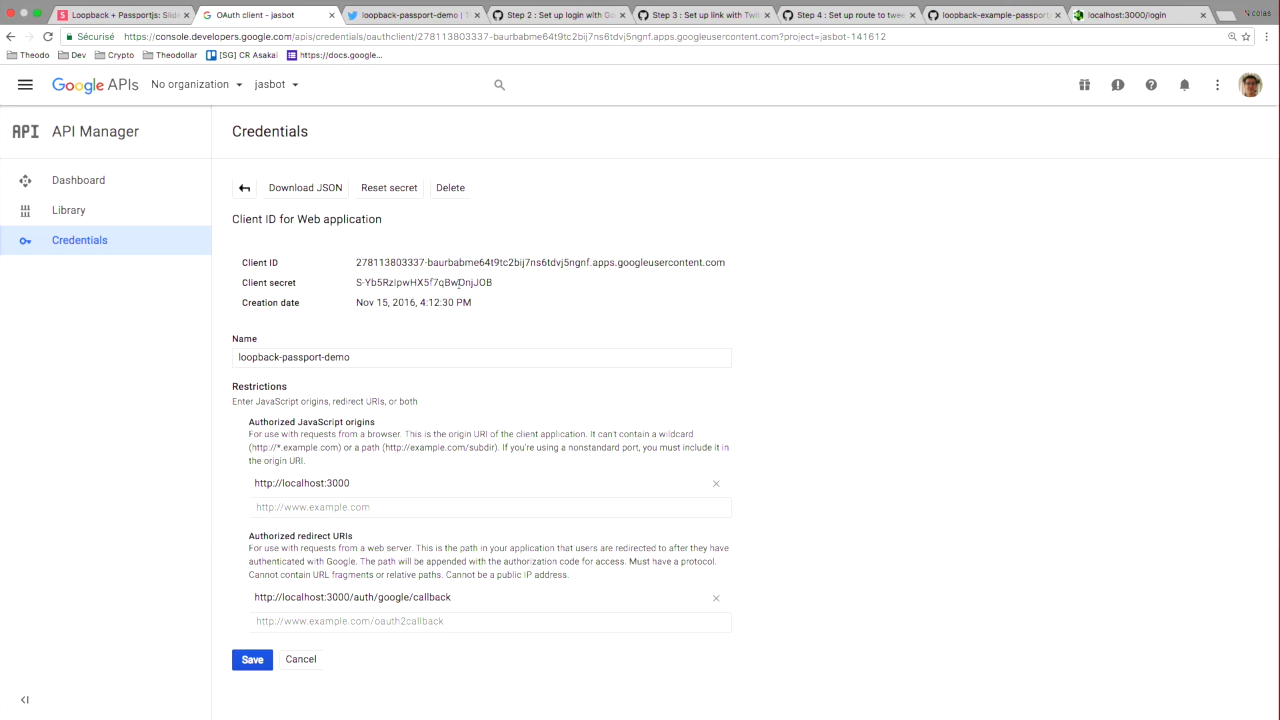 Loopback + Passportjs: Slide
OAuth client - jasbot
loopback-passport-demo | T
Step 2 : Set up login with Go
Step 3 : Set up link with Twit
Step 4 : Set up route to twee
loopback-example-passport
localhost:3000/login
Nicolas
Sécurisé https://console.developers.google.com/apis/credentials/oauthclient/278113803337-baurbabme64t9tc2bij7ns6tdvj5ngnf.apps.googleusercontent.com?project=jasbot-141612
Theodo Dev Crypto Theodollar [SG] CR Asakai https://docs.google...
Google APIs No organization jasbot
API API Manager
Credentials
Dashboard
Library
Credentials
Download JSON Reset secret Delete
Client ID for Web application
Client ID 278113803337-baurbabme64t9tc2bij7ns6tdvj5ngnf.apps.googleusercontent.com
Client secret
Creation date Nov 15, 2016, 4:12:30 PM
Name
loopback-passport-demo
Restrictions
Enter JavaScript origins, redirect URIs, or both
Authorized JavaScript origins
For use with requests from a browser. This is the origin URI of the client application. It can't contain a wildcard
(http://*.example.com) or a path (http://example.com/subdir). If you're using a nonstandard port, you must include it in
the origin URI.
http://localhost:3000
http://www.example.com
Authorized redirect URIs
For use with requests from a web server. This is the path in your application that users are redirected to after they have
authenticated with Google. The path will be appended with the authorization code for access. Must have a protocol.
Cannot contain URL fragments or relative paths. Cannot be a public IP address.
http://localhost:3000/auth/google/callback
http://www.example.com/oauth2callback
Save Cancel